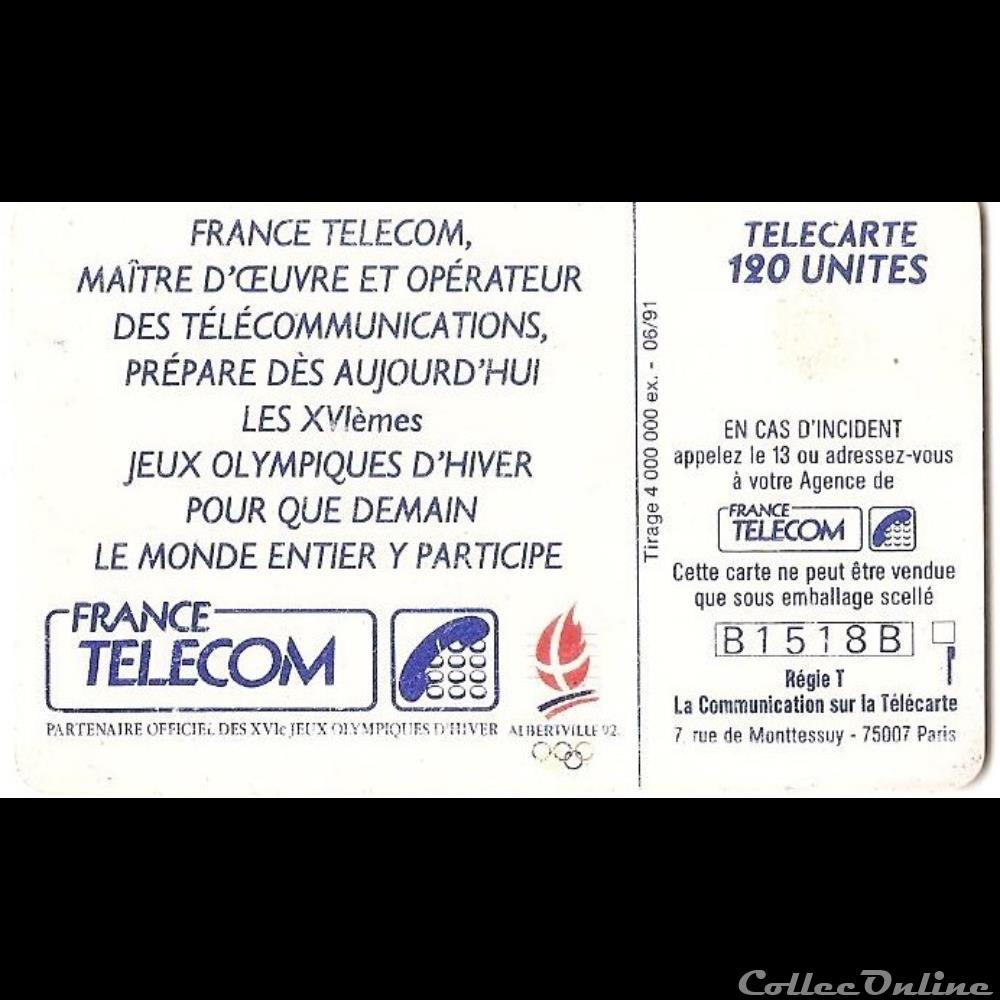 FRANCE TELECOM,
MAÎTRE D'ŒUVRE ET OPÉRATEUR
DES TÉLÉCOMMUNICATIONS,
PRÉPARE DÈS AUJOURD'HUI
LES XVIèmes
JEUX OLYMPIQUES D'HIVER
POUR QUE DEMAIN
LE MONDE ENTIER Y PARTICIPE
FRANCE
TELECOM
PARTENAIRE OFFICIEL DES XVIe JEUX OLYMPIQUES D'HIVER
ALBERTVILLE 92
Tirage 4 000 000 ex. - 06/91
TELECARTE
120 UNITES
EN CAS D'INCIDENT
appelez le 13 ou adressez-vous
à votre Agence de
FRANCE
TELECOM
Cette carte ne peut être vendue
que sous emballage scellé
B1518B
Régie T
La Communication sur la Télécarte
7, rue de Monttessuy - 75007 Paris
CollecOnline